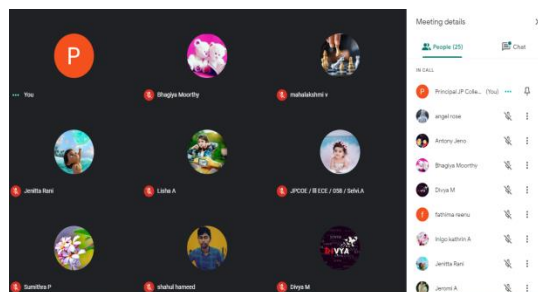 Meeting details
People (25)
Chat
IN CALL
P
You
Bhagiya Moorthy
mahalakshmi v
Jenitta Rani
Lisha A
JPCOE / III ECE / 058 / Selvi.A
Sumithra P
shahul hameed
DIVYA
Divya M
P
Principal JP Colle... (You)
angel rose
Antony Jeno
Bhagiya Moorthy
Divya M
f
fathima reenu
Inigo kathrin A
Jenitta Rani
Jeromi A